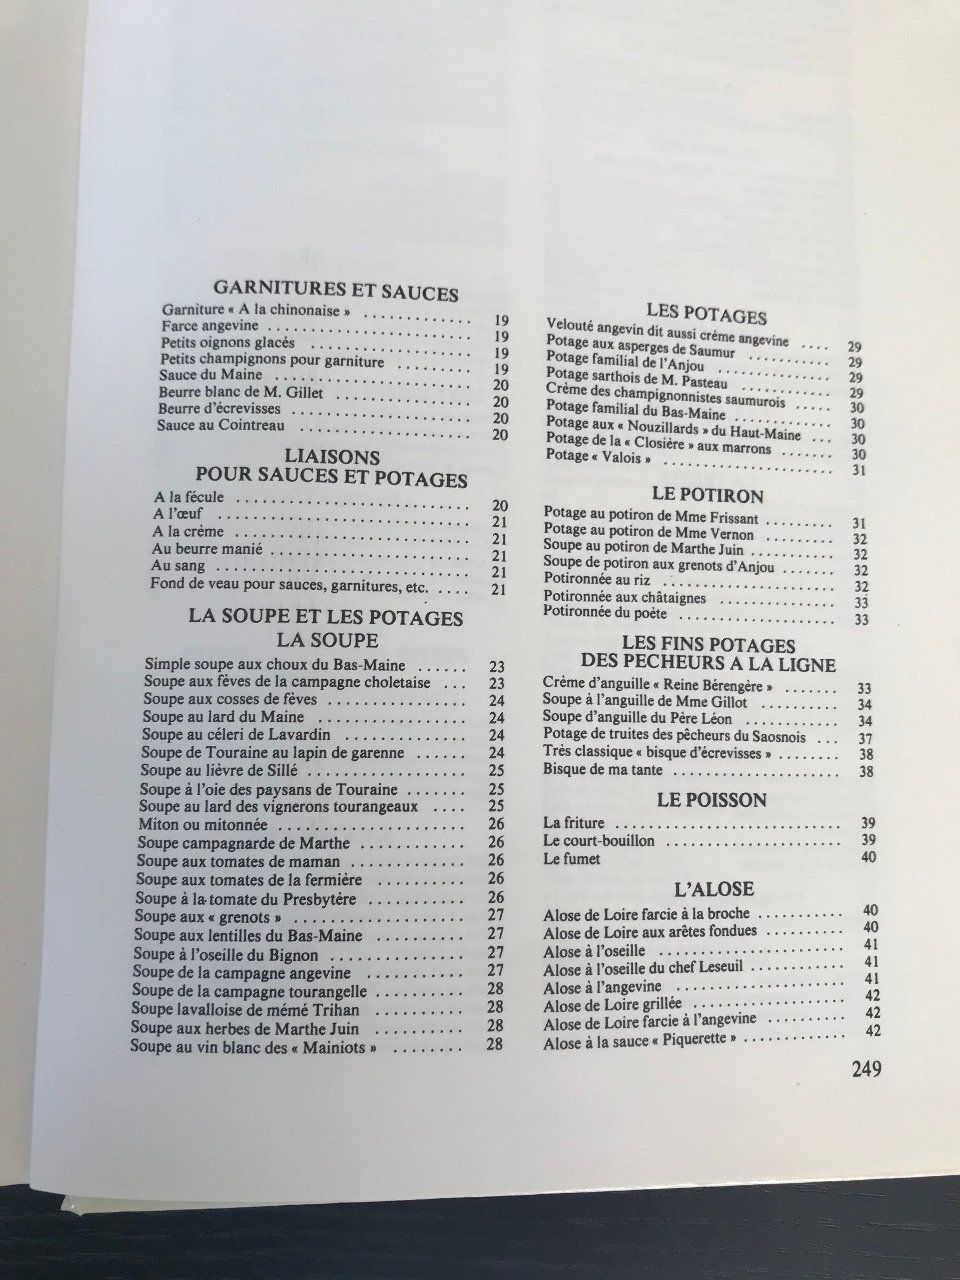 GARNITURES ET SAUCES
Garniture « A la chinonaise » . . . . . . . . . . . . . 19
Farce angevine . . . . . . . . . . . . . . . . . . . . . . . . 19
Petits oignons glacés . . . . . . . . . . . . . . . . . . . 19
Petits champignons pour garniture . . . . . . . . . 19
Sauce du Maine . . . . . . . . . . . . . . . . . . . . . . . 20
Beurre blanc de M. Gillet . . . . . . . . . . . . . . . . 20
Beurre d'écrevisses . . . . . . . . . . . . . . . . . . . . 20
Sauce au Cointreau . . . . . . . . . . . . . . . . . . . . 20
LIAISONS
POUR SAUCES ET POTAGES
A la fécule . . . . . . . . . . . . . . . . . . . . . . . . . . . 20
A l'œuf . . . . . . . . . . . . . . . . . . . . . . . . . . . . . 21
A la crème . . . . . . . . . . . . . . . . . . . . . . . . . . . 21
Au beurre manié . . . . . . . . . . . . . . . . . . . . . . 21
Au sang . . . . . . . . . . . . . . . . . . . . . . . . . . . . . 21
Fond de veau pour sauces, garnitures, etc. . . . . 21
LA SOUPE ET LES POTAGES
LA SOUPE
Simple soupe aux choux du Bas-Maine . . . . . . 23
Soupe aux fèves de la campagne choletaise . . . 23
Soupe aux cosses de fêves . . . . . . . . . . . . . . . 24
Soupe au lard du Maine . . . . . . . . . . . . . . . . . 24
Soupe au céleri de Lavardin . . . . . . . . . . . . . . 24
Soupe de Touraine au lapin de garenne . . . . . . 24
Soupe au lièvre de Sillé . . . . . . . . . . . . . . . . . 25
Soupe à l'oie des paysans de Touraine . . . . . . . 25
Soupe au lard des vignerons tourangeaux . . . . 25
Miton ou mitonnée . . . . . . . . . . . . . . . . . . . . 26
Soupe campagnarde de Marthe . . . . . . . . . . . . 26
Soupe aux tomates de maman . . . . . . . . . . . . 26
Soupe aux tomates de la fermière . . . . . . . . . . 26
Soupe à la tomate du Presbytère . . . . . . . . . . 26
Soupe aux « grenots » . . . . . . . . . . . . . . . . . . 27
Soupe aux lentilles du Bas-Maine . . . . . . . . . . 27
Soupe à l'oseille du Bignon . . . . . . . . . . . . . . 27
Soupe de la campagne angevine . . . . . . . . . . . 27
Soupe de la campagne tourangelle . . . . . . . . . . 28
Soupe lavalloise de mémé Trihan . . . . . . . . . . 28
Soupe aux herbes de Marthe Juin . . . . . . . . . . 28
Soupe au vin blanc des « Mainiots » . . . . . . . . 28
LES POTAGES
Velouté angevin dit aussi crème angevine . . . . 29
Potage aux asperges de Saumur . . . . . . . . . . . 29
Potage familial de l'Anjou . . . . . . . . . . . . . . . 29
Potage sarthois de M. Pasteau . . . . . . . . . . . . 29
Crème des champignonnistes saumurois . . . . . 30
Potage familial du Bas-Maine . . . . . . . . . . . . . 30
Potage aux « Nouzillards » du Haut-Maine . . . 30
Potage de la « Closière » aux marrons . . . . . . . 30
Potage « Valois » . . . . . . . . . . . . . . . . . . . . . . 31
LE POTIRON
Potage au potiron de Mme Frissant . . . . . . . . . 31
Potage au potiron de Mme Vernon . . . . . . . . . 32
Soupe au potiron de Marthe Juin . . . . . . . . . . . 32
Soupe de potiron aux grenots d'Anjou . . . . . . . 32
Potironnée au riz . . . . . . . . . . . . . . . . . . . . . . 32
Potironnée aux châtaignes . . . . . . . . . . . . . . . 33
Potironnée du poète . . . . . . . . . . . . . . . . . . . . 33
LES FINS POTAGES
DES PECHEURS A LA LIGNE
Crème d'anguille « Reine Bérengère » . . . . . . . 33
Soupe à l'anguille de Mme Gillot . . . . . . . . . . 34
Soupe d'anguille du Père Léon . . . . . . . . . . . . 34
Potage de truites des pêcheurs du Saosnois . . . 37
Très classique « bisque d'écrevisses » . . . . . . . . 38
Bisque de ma tante . . . . . . . . . . . . . . . . . . . . 38
LE POISSON
La friture . . . . . . . . . . . . . . . . . . . . . . . . . . . . 39
Le court-bouillon . . . . . . . . . . . . . . . . . . . . . . 39
Le fumet 40
L'ALOSE
Alose de Loire farcie à la broche . . . . . . . . . . . 40
Alose de Loire aux arêtes fondues . . . . . . . . . . 40
Alose à l'oseille . . . . . . . . . . . . . . . . . . . . . . . 41
Alose à l'oseille du chef Leseuil . . . . . . . . . . . . 41
Alose à l'angevine . . . . . . . . . . . . . . . . . . . . . 41
Alose de Loire grillée . . . . . . . . . . . . . . . . . . . 42
Alose de Loire farcie à l'angevine . . . . . . . . . . 42
Alose à la sauce « Piquerette » . . . . . . . . . . . . . 42
249